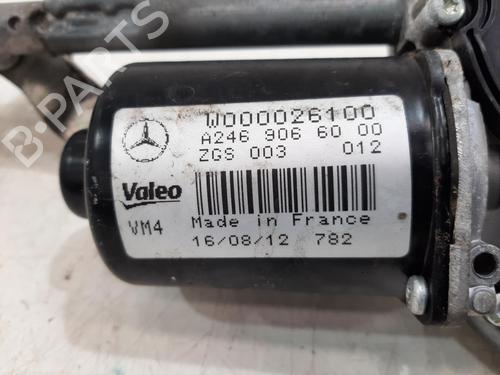 W000026100
A246 906 60 00
ZGS 003 012
Valeo
VM4
Made in France
16/08/12 782
B-PARTS